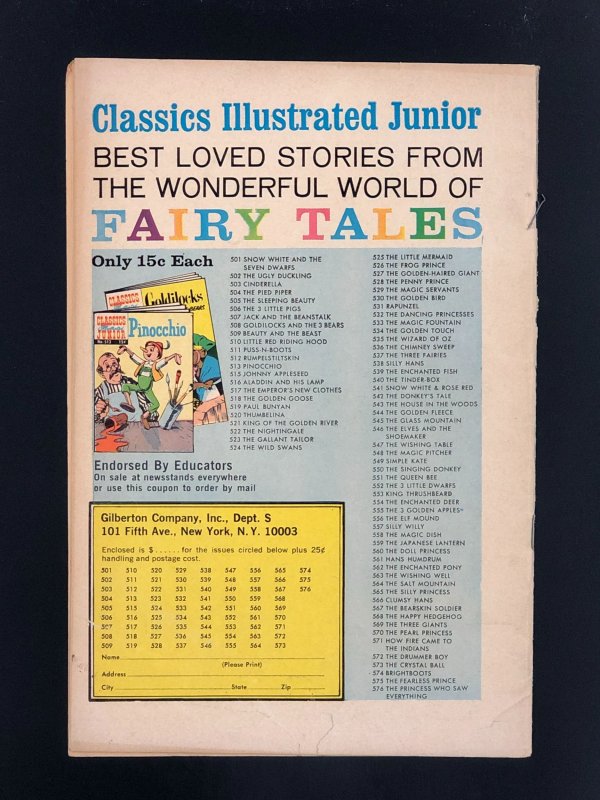 Classics Illustrated Junior
BEST LOVED STORIES FROM
THE WONDERFUL WORLD OF
FAIRY TALES
Only 15c Each
CLASSICS
Goldilocks
BEARS
CLASSICS
ILLUSTRATED
JUNIOR
No. 513 15¢
Pinocchio
Endorsed By Educators
On sale at newsstands everywhere
or use this coupon to order by mail
501 SNOW WHITE AND THE
SEVEN DWARFS
502 THE UGLY DUCKLING
503 CINDERELLA
504 THE PIED PIPER
505 THE SLEEPING BEAUTY
506 THE 3 LITTLE PIGS
507 JACK AND THE BEANSTALK
508 GOLDILOCKS AND THE 3 BEARS
509 BEAUTY AND THE BEAST
510 LITTLE RED RIDING HOOD
511 PUSS-N-BOOTS
512 RUMPELSTILTSKIN
513 PINOCCHIO
515 JOHNNY APPLESEED
516 ALADDIN AND HIS LAMP
517 THE EMPEROR'S NEW CLOTHES
518 THE GOLDEN GOOSE
519 PAUL BUNYAN
520 THUMBELINA
521 KING OF THE GOLDEN RIVER
522 THE NIGHTINGALE
523 THE GALLANT TAILOR
524 THE WILD SWANS
525 THE LITTLE MERMAID
526 THE FROG PRINCE
527 THE GOLDEN-HAIRED GIANT
528 THE PENNY PRINCE
529 THE MAGIC SERVANTS
530 THE GOLDEN BIRD
531 RAPUNZEL
532 THE DANCING PRINCESSES
533 THE MAGIC FOUNTAIN
534 THE GOLDEN TOUCH
535 THE WIZARD OF OZ
536 THE CHIMNEY SWEEP
537 THE THREE FAIRIES
538 SILLY HANS
539 THE ENCHANTED FISH
540 THE TINDER-BOX
541 SNOW WHITE & ROSE RED
542 THE DONKEY'S TALE
543 THE HOUSE IN THE WOODS
544 THE GOLDEN FLEECE
545 THE GLASS MOUNTAIN
546 THE ELVES AND THE
SHOEMAKER
547 THE WISHING TABLE
548 THE MAGIC PITCHER
549 SIMPLE KATE
550 THE SINGING DONKEY
551 THE QUEEN BEE
552 THE 3 LITTLE DWARFS
553 KING THRUSHBEARD
554 THE ENCHANTED DEER
555 THE 3 GOLDEN APPLES
556 THE ELF MOUND
557 SILLY WILLY
558 THE MAGIC DISH
559 THE JAPANESE LANTERN
560 THE DOLL PRINCESS
561 HANS HUMDRUM
562 THE ENCHANTED PONY
563 THE WISHING WELL
564 THE SALT MOUNTAIN
565 THE SILLY PRINCESS
566 CLUMSY HANS
567 THE BEARSKIN SOLDIER
568 THE HAPPY HEDGEHOG
569 THE THREE GIANTS
570 THE PEARL PRINCESS
571 HOW FIRE CAME TO
THE INDIANS
572 THE DRUMMER BOY
573 THE CRYSTAL BALL
574 BRIGHTBOOTS
575 THE FEARLESS PRINCE
576 THE PRINCESS WHO SAW
EVERYTHING
Gilberton Company, Inc., Dept. S
101 Fifth Ave., New York, N.Y. 10003
Enclosed is $ ...... for the issues circled below plus 25¢
handling and postage cost.
501 510 520 529 538 547 556 565 574
502 511 521 530 539 548 557 566 575
503 512 522 531 540 549 558 567 576
504 513 523 532 541 550 559 568
505 515 524 533 542 551 560 569
506 516 525 534 543 552 561 570
507 517 526 535 544 553 562 571
508 518 527 536 545 554 563 572
509 519 528 537 546 555 564 573
Name
(Please Print)
Address
City State Zip